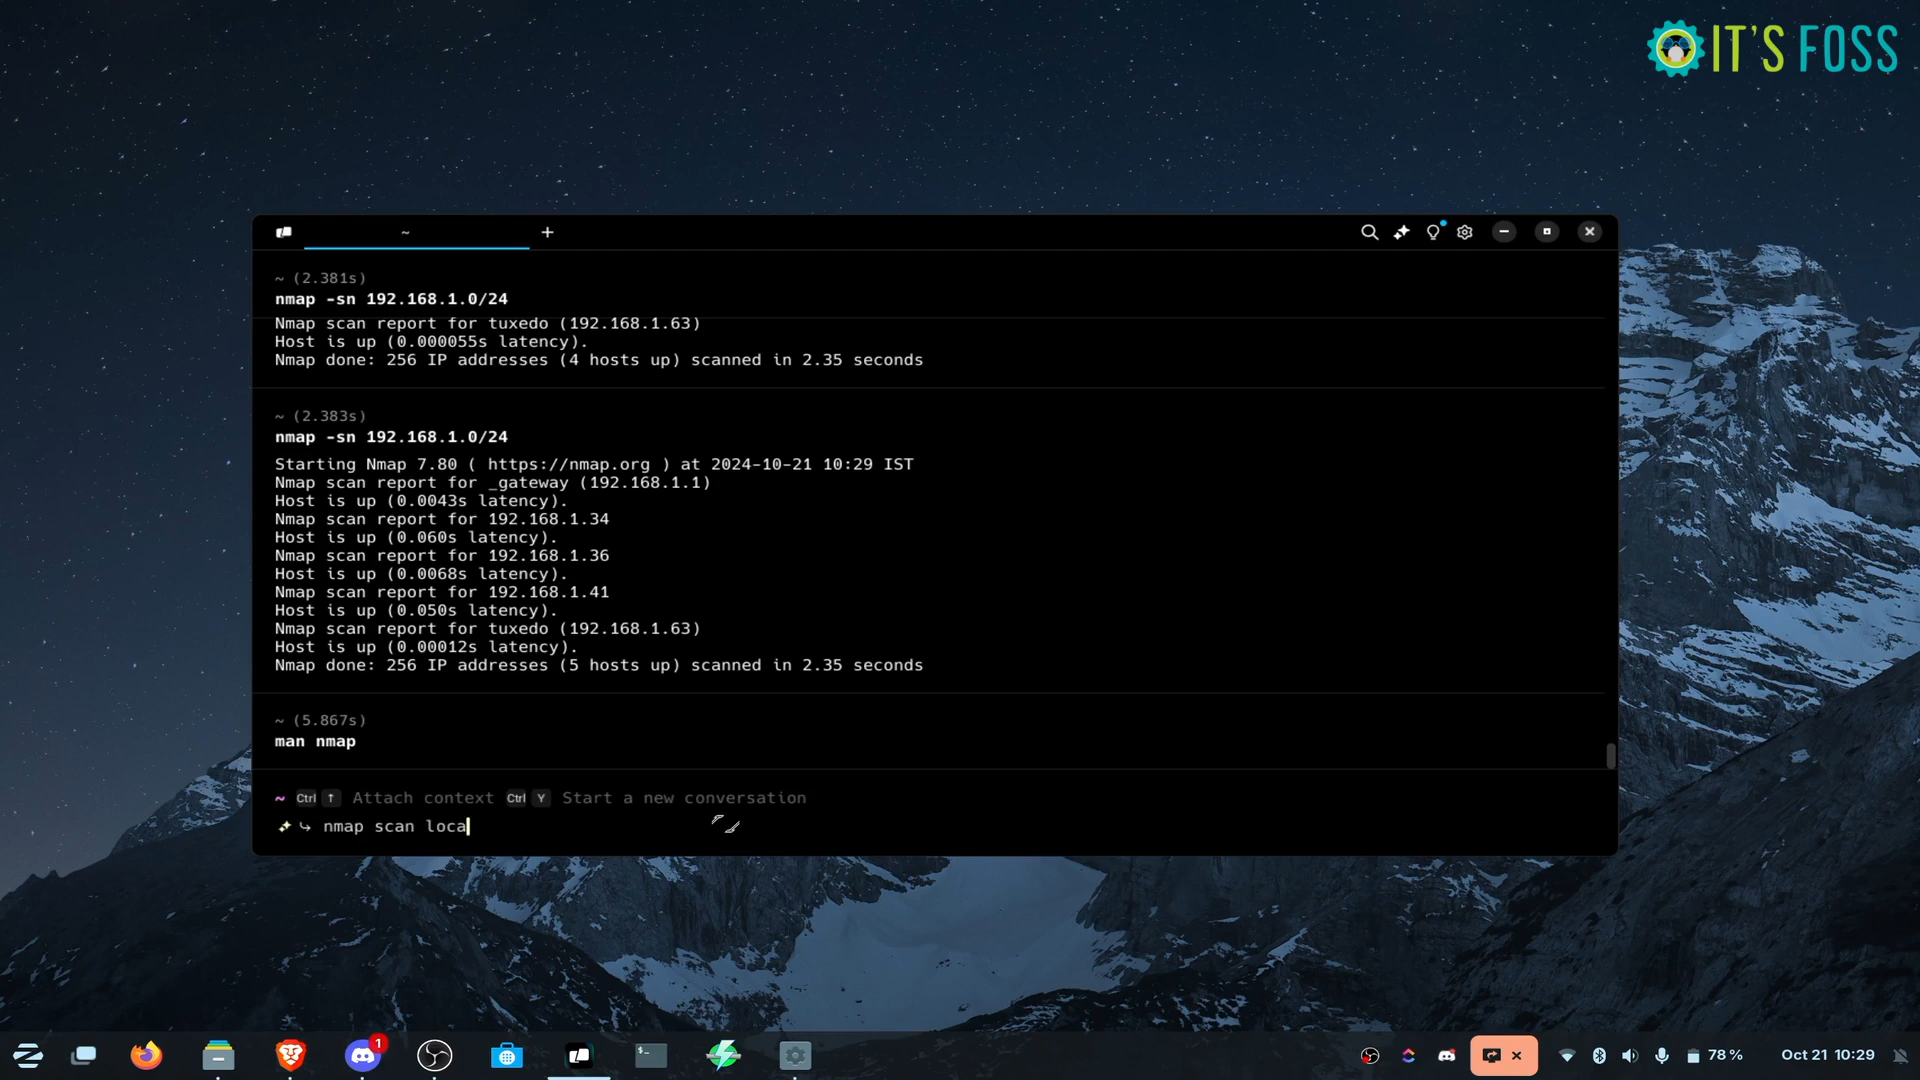 IT'S FOSS
~
~ (2.381s)
nmap -sn 192.168.1.0/24
Nmap scan report for tuxedo (192.168.1.63)
Host is up (0.000055s latency).
Nmap done: 256 IP addresses (4 hosts up) scanned in 2.35 seconds
~ (2.383s)
nmap -sn 192.168.1.0/24
Starting Nmap 7.80 ( https://nmap.org ) at 2024-10-21 10:29 IST
Nmap scan report for _gateway (192.168.1.1)
Host is up (0.0043s latency).
Nmap scan report for 192.168.1.34
Host is up (0.060s latency).
Nmap scan report for 192.168.1.36
Host is up (0.0068s latency).
Nmap scan report for 192.168.1.41
Host is up (0.050s latency).
Nmap scan report for tuxedo (192.168.1.63)
Host is up (0.00012s latency).
Nmap done: 256 IP addresses (5 hosts up) scanned in 2.35 seconds
~ (5.867s)
man nmap
~ Ctrl ↑ Attach context Ctrl Y Start a new conversation
nmap scan loca
1
78 % Oct 21 10:29